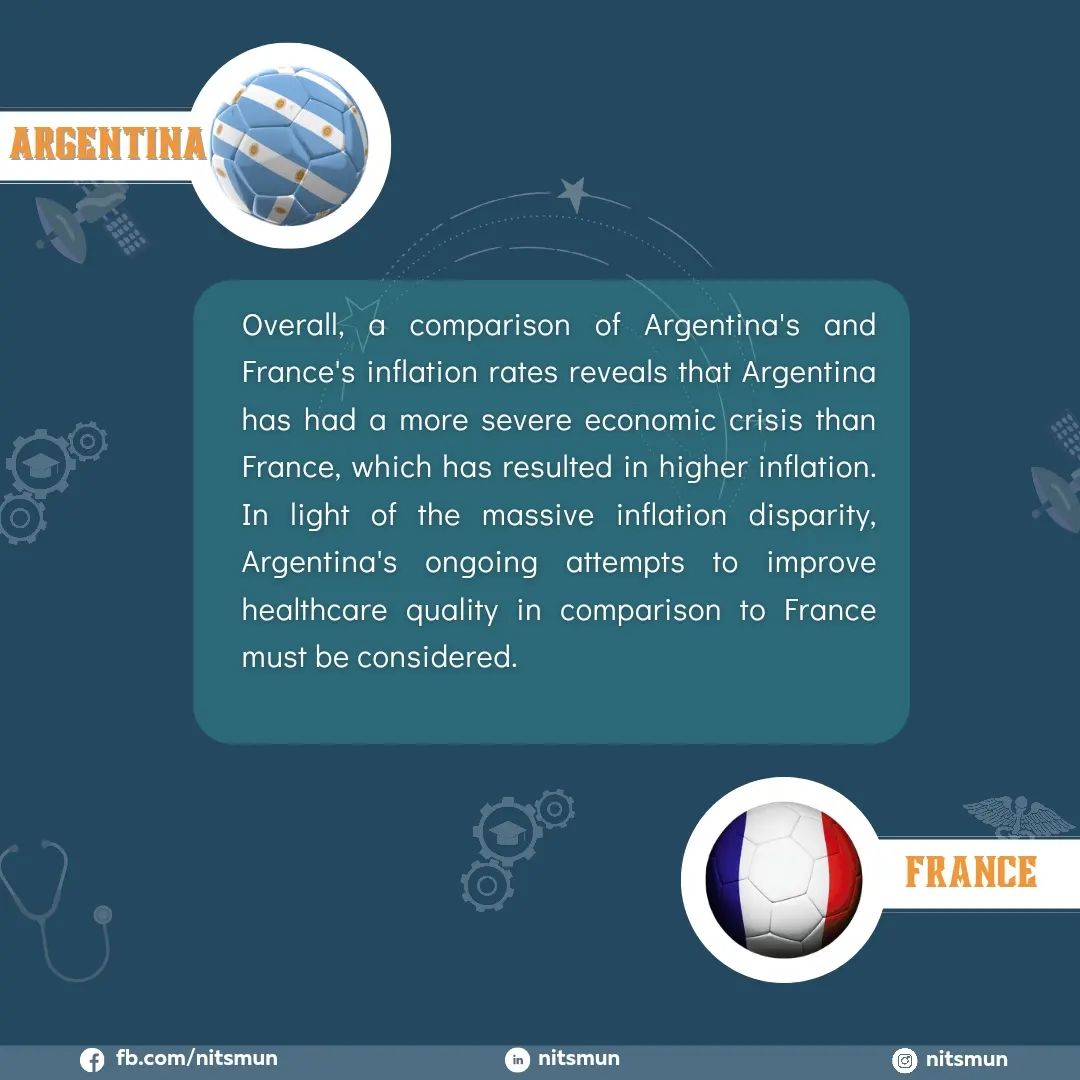 ARGENTINA
Overall, a comparison of Argentina's and
France's inflation rates reveals that Argentina
has had a more severe economic crisis than
France, which has resulted in higher inflation.
In light of the massive inflation disparity,
Argentina's ongoing attempts to improve
healthcare quality in comparison to France
must be considered.
FRANCE
fb.com/nitsmun
in nitsmun
nitsmun